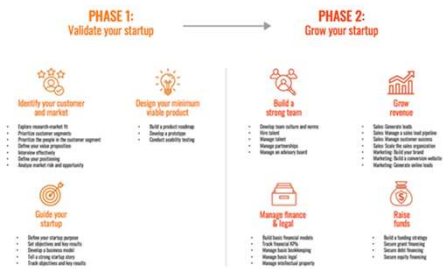 PHASE 1:
Validate your startup
PHASE 2:
Grow your startup
Identify your customer
and market
• Explore research-market fit
• Prioritize customer segments
• Prioritize the people in the customer segment
• Define your value proposition
• Interview effectively
• Define your positioning
• Analyze market risk and opportunity
Design your minimum
viable product
• Build a product roadmap
• Develop a prototype
• Conduct usability testing
Guide your
startup
• Define your startup purpose
• Set objectives and key results
• Develop a business model
• Tell a strong startup story
• Track objectives and key results
Build a
strong team
• Develop team culture and norms
• Hire talent
• Manage talent
• Manage partnerships
• Manage an advisory board
Grow
revenue
• Sales: Generate leads
• Sales: Manage a sales lead pipeline
• Sales: Manage customer success
• Sales: Scale the sales organization
• Marketing: Build your brand
• Marketing: Build a conversion website
• Marketing: Generate online leads
Manage finance
& legal
• Build basic financial models
• Track financial KPIs
• Manage basic bookkeeping
• Manage basic legal
• Manage intellectual property
Raise
funds
• Build a funding strategy
• Secure grant financing
• Secure debt financing
• Secure equity financing